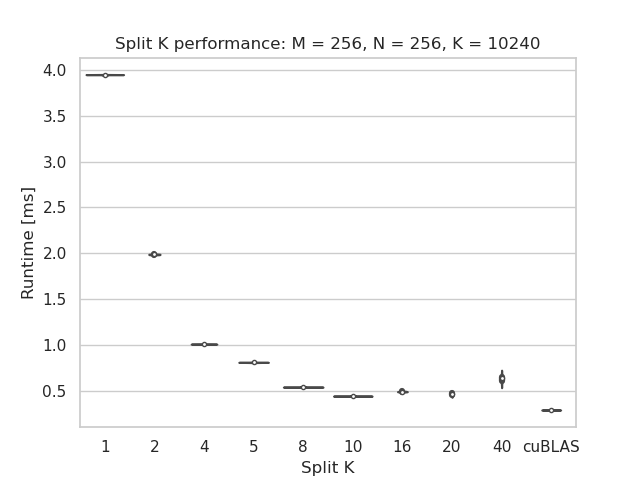 Split K performance: M = 256, N = 256, K = 10240
4.0
3.5
3.0
2.5
2.0
1.5
1.0
0.5
Runtime [ms]
1 2 4 5 8 10 16 20 40 cuBLAS
Split K